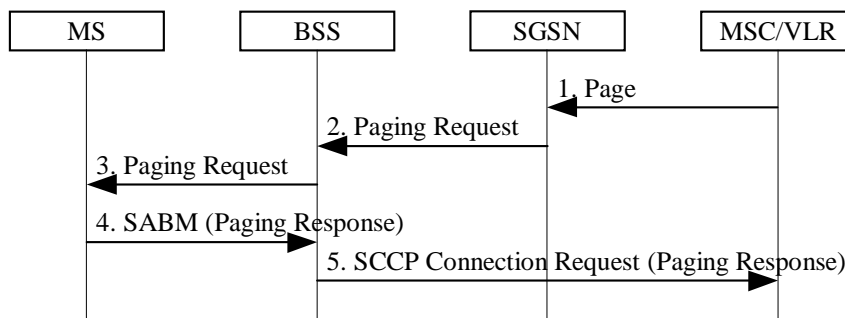 MS BSS SGSN MSC/VLR
1. Page
2. Paging Request
3. Paging Request
4. SABM (Paging Response)
5. SCCP Connection Request (Paging Response)